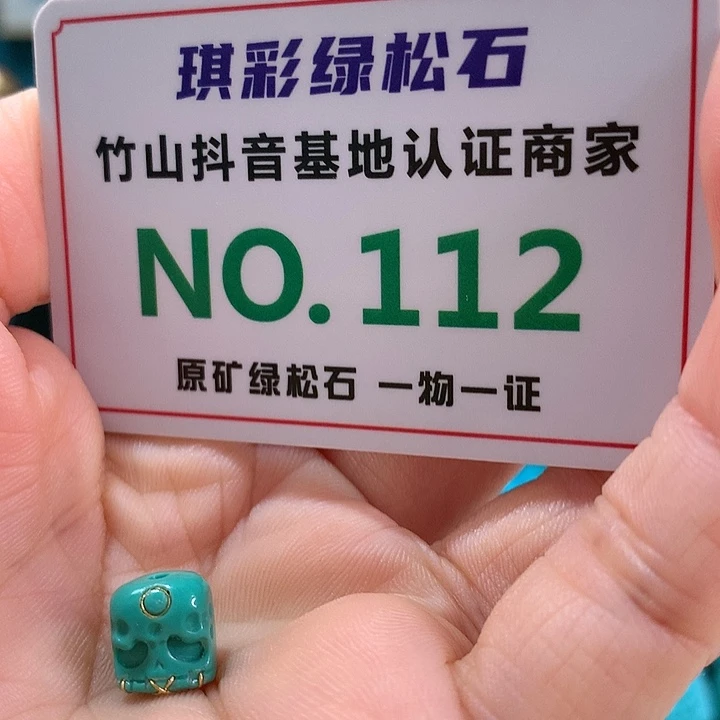 琪彩绿松石
竹山抖音基地认证商家
NO.112
原矿绿松石 一物一证